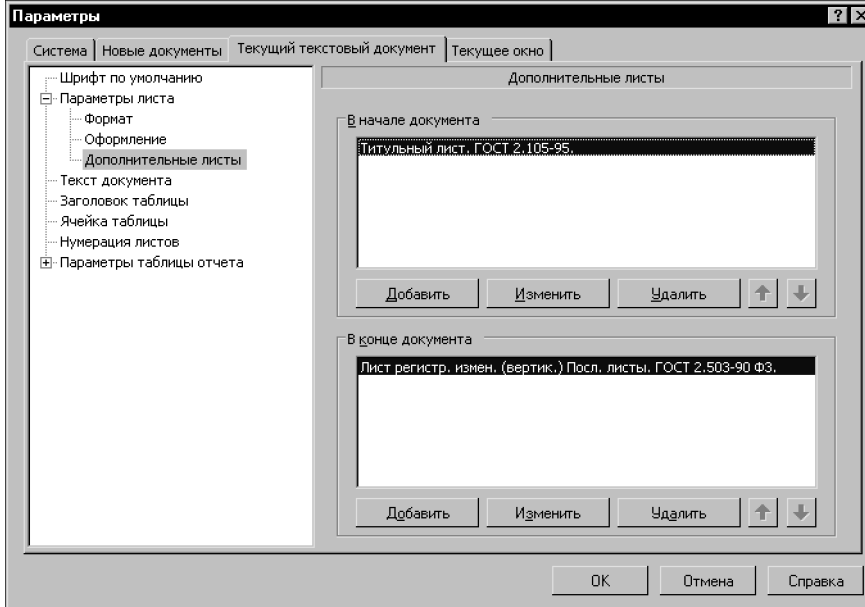 Параметры
Система
Новые документы
Текущий текстовый документ
Текущее окно
Шрифт по умолчанию
Параметры листа
Формат
Оформление
Дополнительные листы
Текст документа
Заголовок таблицы
Ячейка таблицы
Нумерация листов
Параметры таблицы отчета
Дополнительные листы
В начале документа
Титульный лист. ГОСТ 2.105-95.
Добавить
Изменить
Удалить
В конце документа
Лист регистр. измен. (вертик.) Посл. листы. ГОСТ 2.503-90 Ф3.
Добавить
Изменить
Удалить
OK
Отмена
Справка